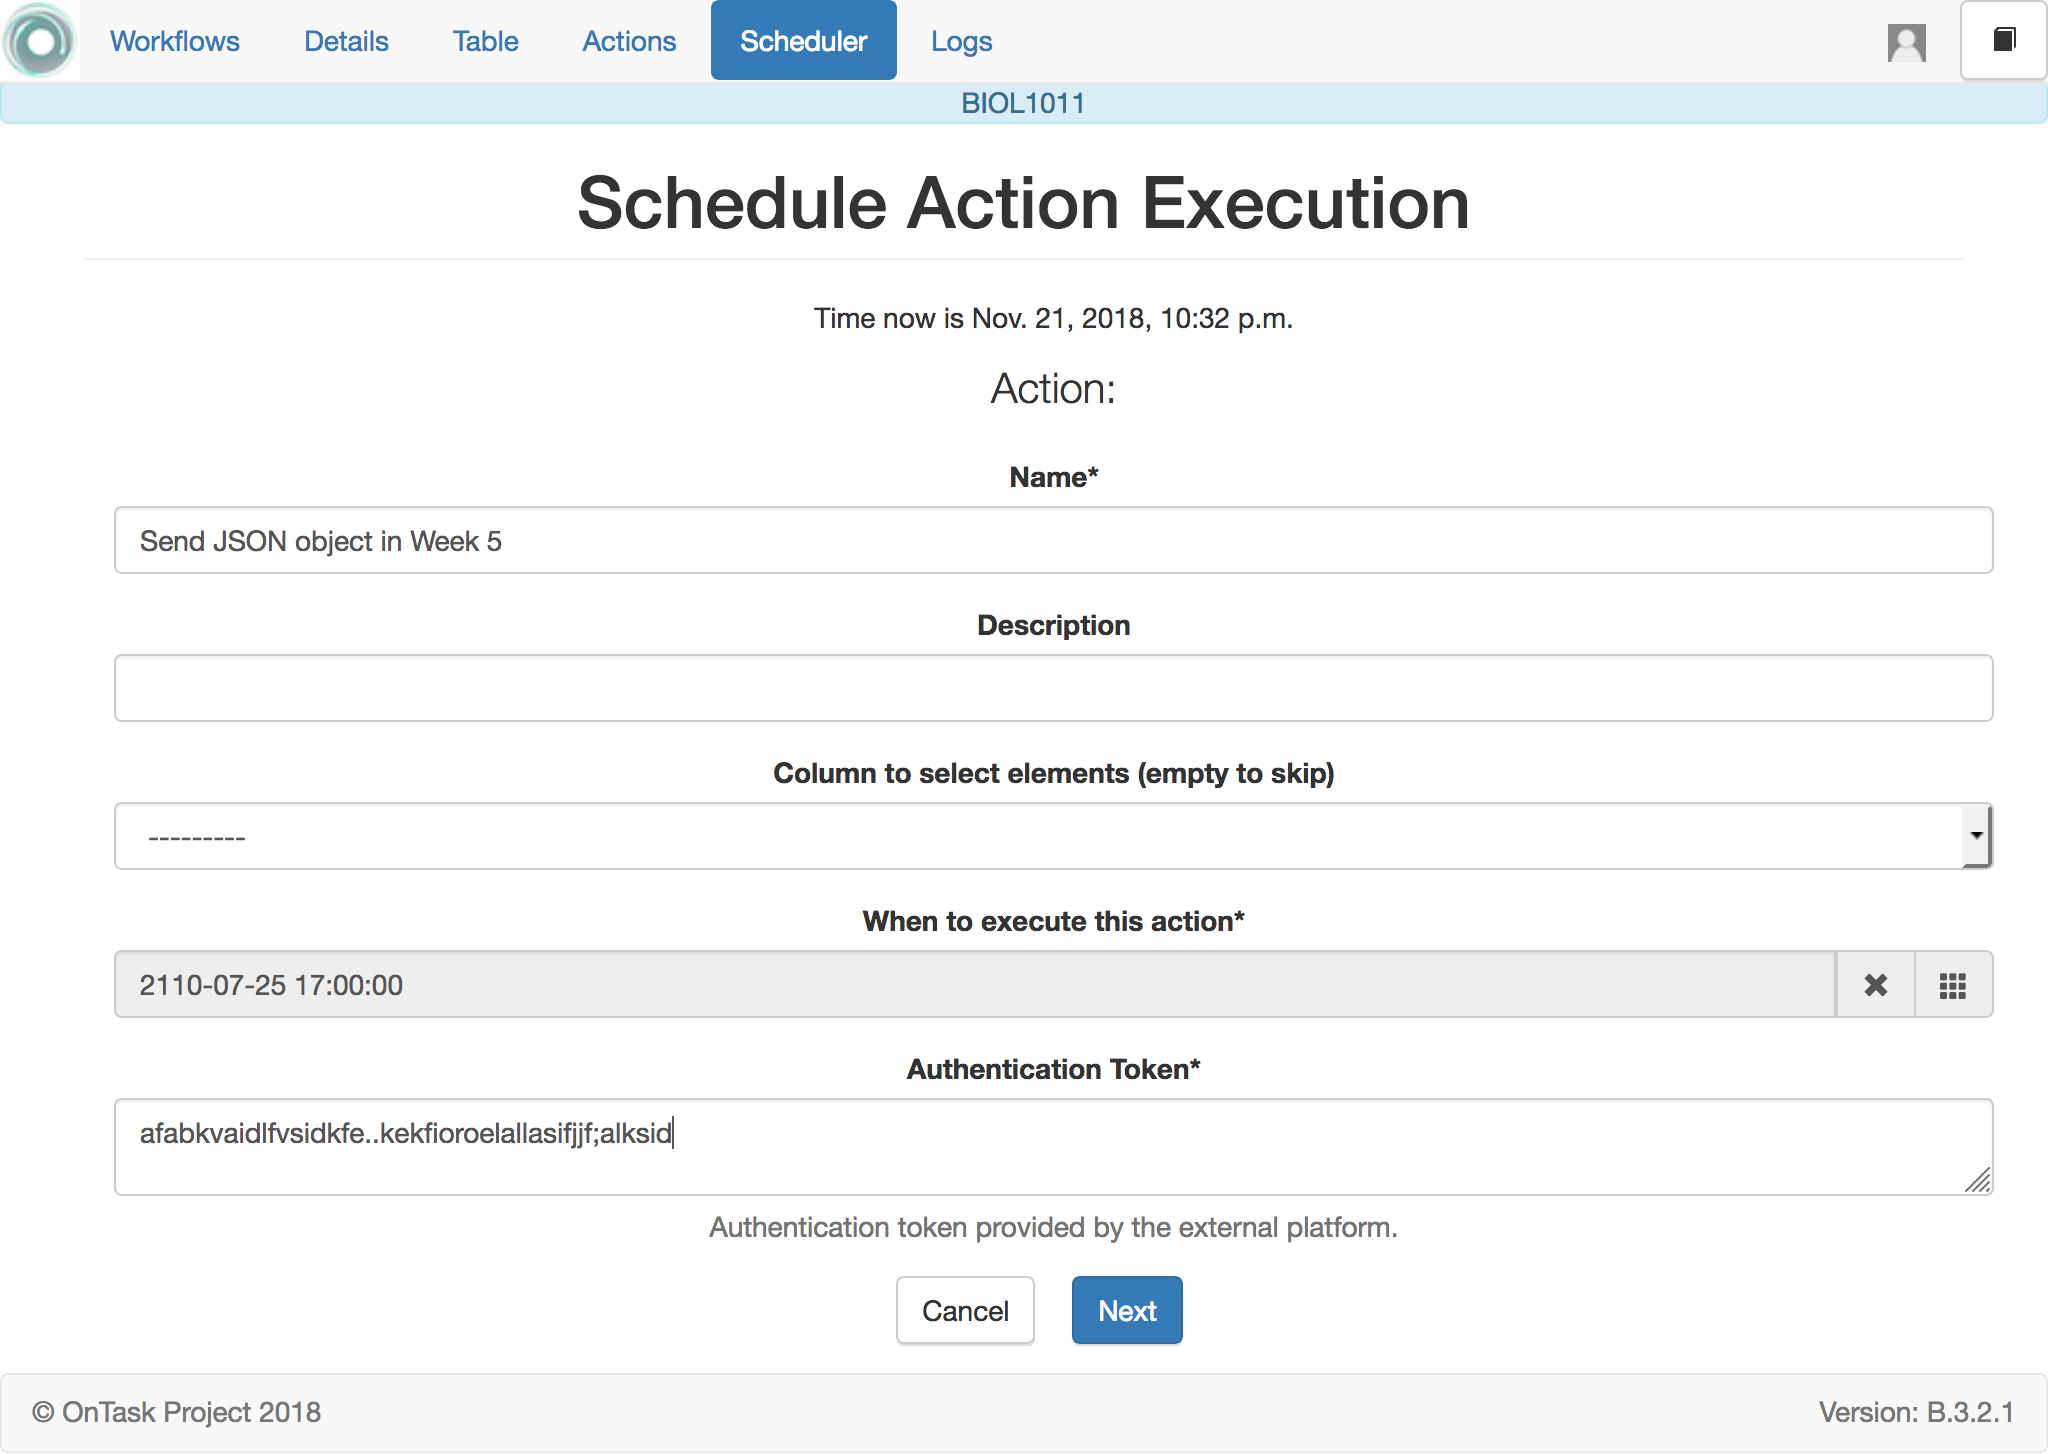 Workflows Details Table Actions Scheduler Logs
BIOL1011
Schedule Action Execution
Time now is Nov. 21, 2018, 10:32 p.m.
Action:
Name*
Send JSON object in Week 5
Description
Column to select elements (empty to skip)
---------
When to execute this action*
2110-07-25 17:00:00
Authentication Token*
afabkvaidlfvsidkfe..kekfioroelallasifjjf;alksid
Authentication token provided by the external platform.
Cancel Next
© OnTask Project 2018 Version: B.3.2.1